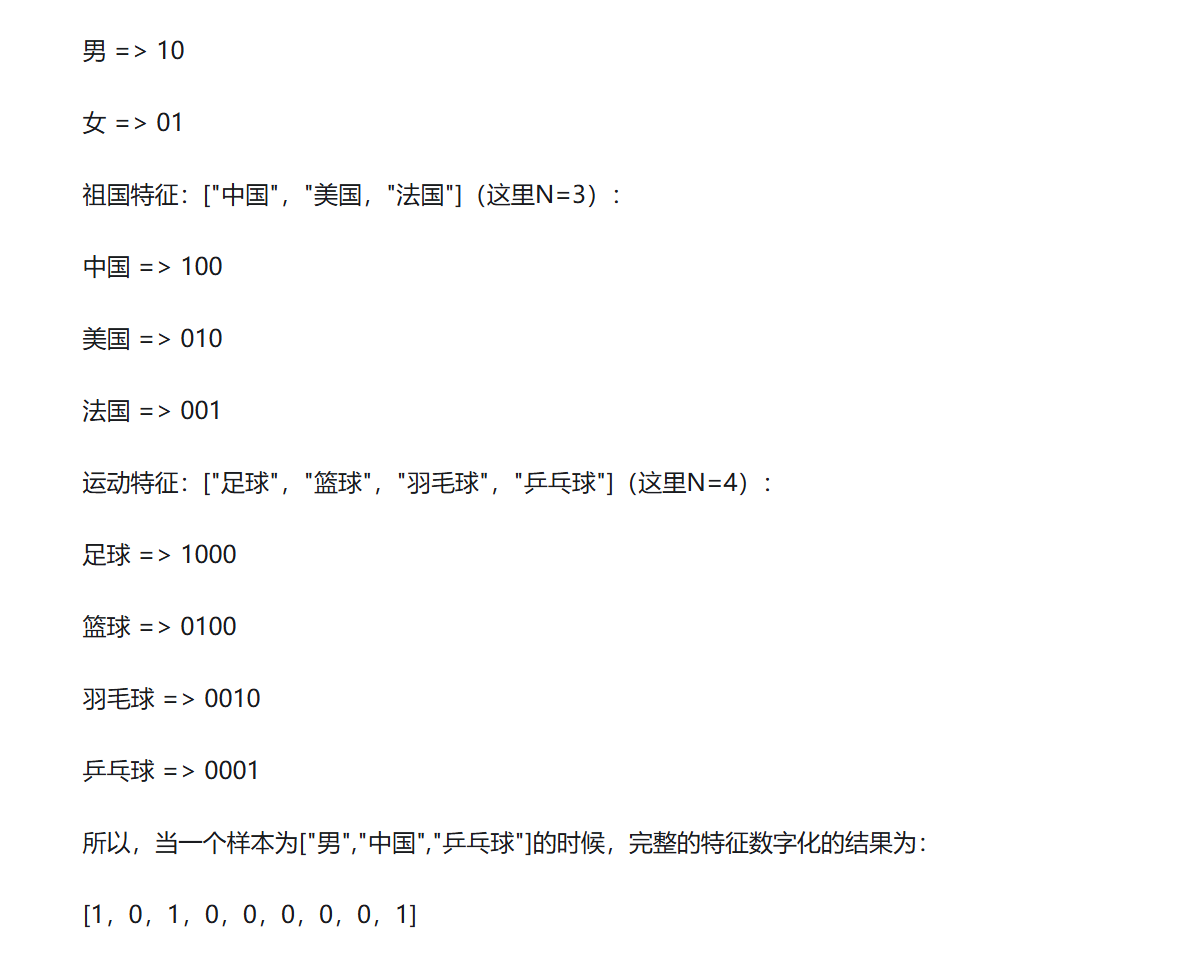 男 => 10
女 => 01
祖国特征：["中国"，"美国，"法国"]（这里N=3）：
中国 => 100
美国 => 010
法国 => 001
运动特征：["足球"，"篮球"，"羽毛球"，"乒乓球"]（这里N=4）：
足球 => 1000
篮球 => 0100
羽毛球 => 0010
乒乓球 => 0001
所以，当一个样本为["男","中国","乒乓球"]的时候，完整的特征数字化的结果为：
[1，0，1，0，0，0，0，0，1]